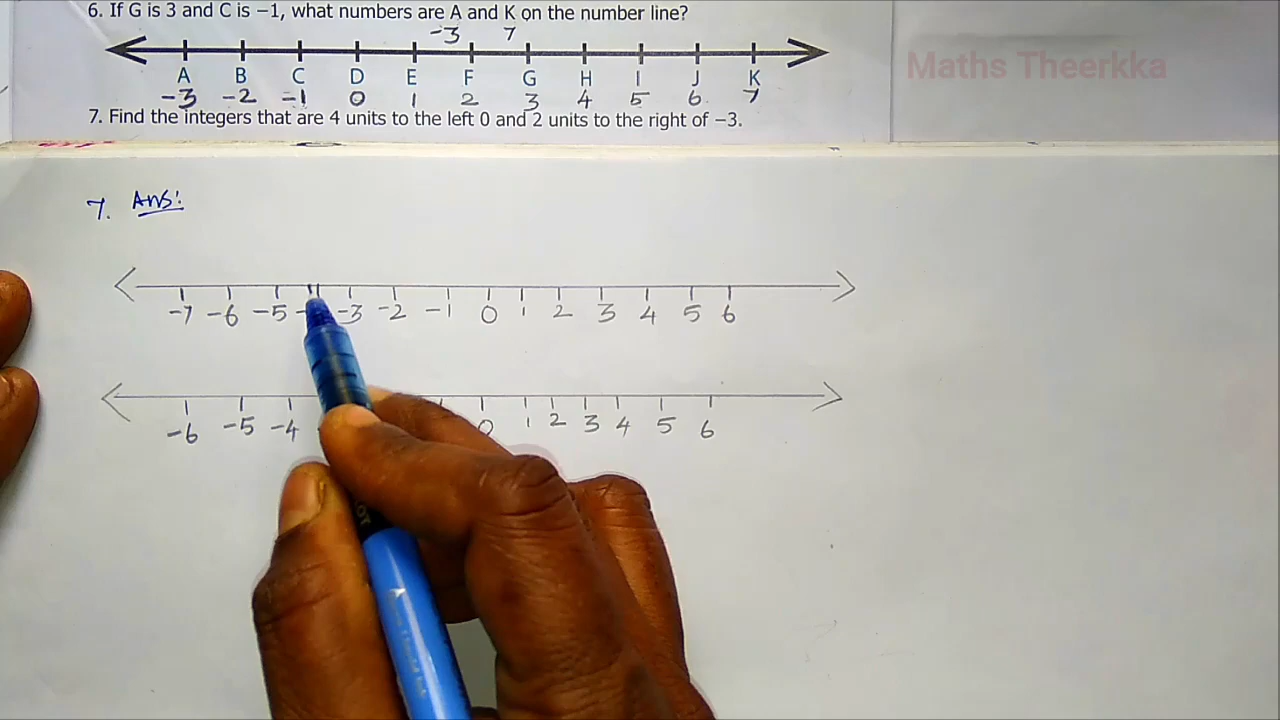 6. If G is 3 and C is −1, what numbers are A and K on the number line?
-3 7
A B C D E F G H I J K
-3 -2 -1 0 1 2 3 4 5 6 7
7. Find the integers that are 4 units to the left 0 and 2 units to the right of −3.
Maths Theerkka
7. Ans:
-7 -6 -5 -3 -2 -1 0 1 2 3 4 5 6
-6 -5 -4 0 1 2 3 4 5 6